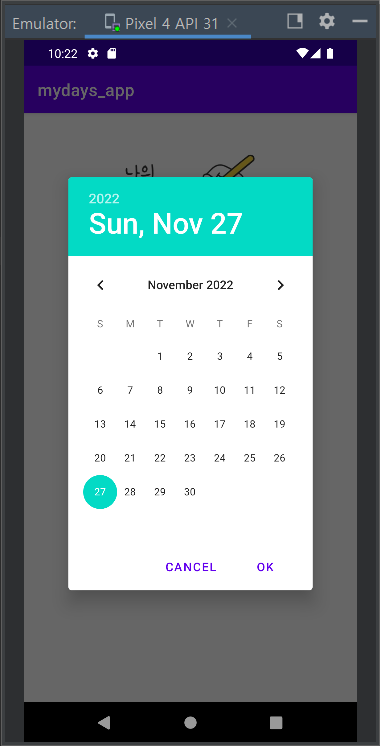 Emulator: Pixel 4 API 31
10:22
mydays_app
나의
2022
Sun, Nov 27
November 2022
S M T W T F S
1 2 3 4 5
6 7 8 9 10 11 12
13 14 15 16 17 18 19
20 21 22 23 24 25 26
27 28 29 30
CANCEL OK